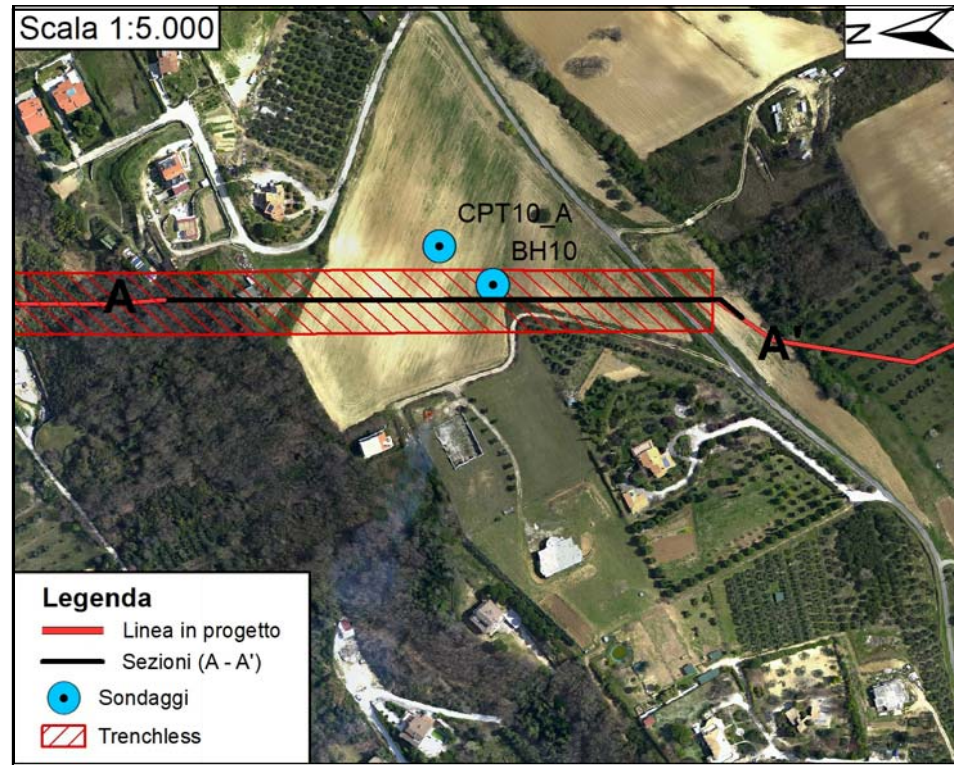 Scala 1:5.000
N
CPT10_A
BH10
A
A'
Legenda
Linea in progetto
Sezioni (A - A')
Sondaggi
Trenchless